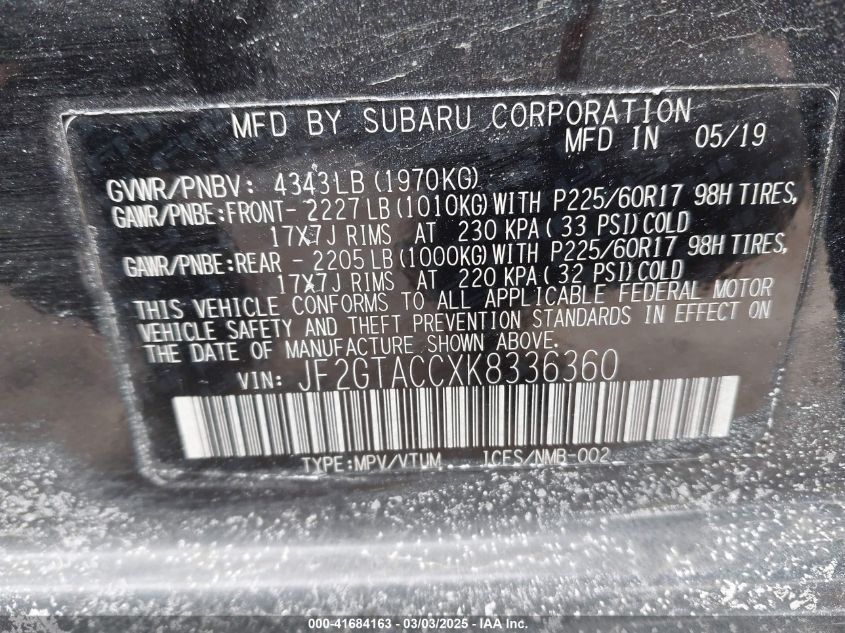 MFD BY SUBARU CORPORATION
MFD IN 05/19
GVWR/PNBV: 4343LB (1970KG)
GAWR/PNBE:FRONT- 2227LB (1010KG) WITH P225/60R17 98H TIRES,
17X7J RIMS AT 230 KPA (33 PSI) COLD
GAWR/PNBE:REAR - 2205LB (1000KG) WITH P225/60R17 98H TIRES,
17X7J RIMS AT 220 KPA (32 PSI) COLD
THIS VEHICLE CONFORMS TO ALL APPLICABLE FEDERAL MOTOR
VEHICLE SAFETY AND THEFT PREVENTION STANDARDS IN EFFECT ON
THE DATE OF MANUFACTURE SHOWN ABOVE.
VIN: JF2GTACCXK8336360
TYPE:MPV/VTUM ICES/NMB-002
000-41684163 - 03/03/2025 - IAAI.com